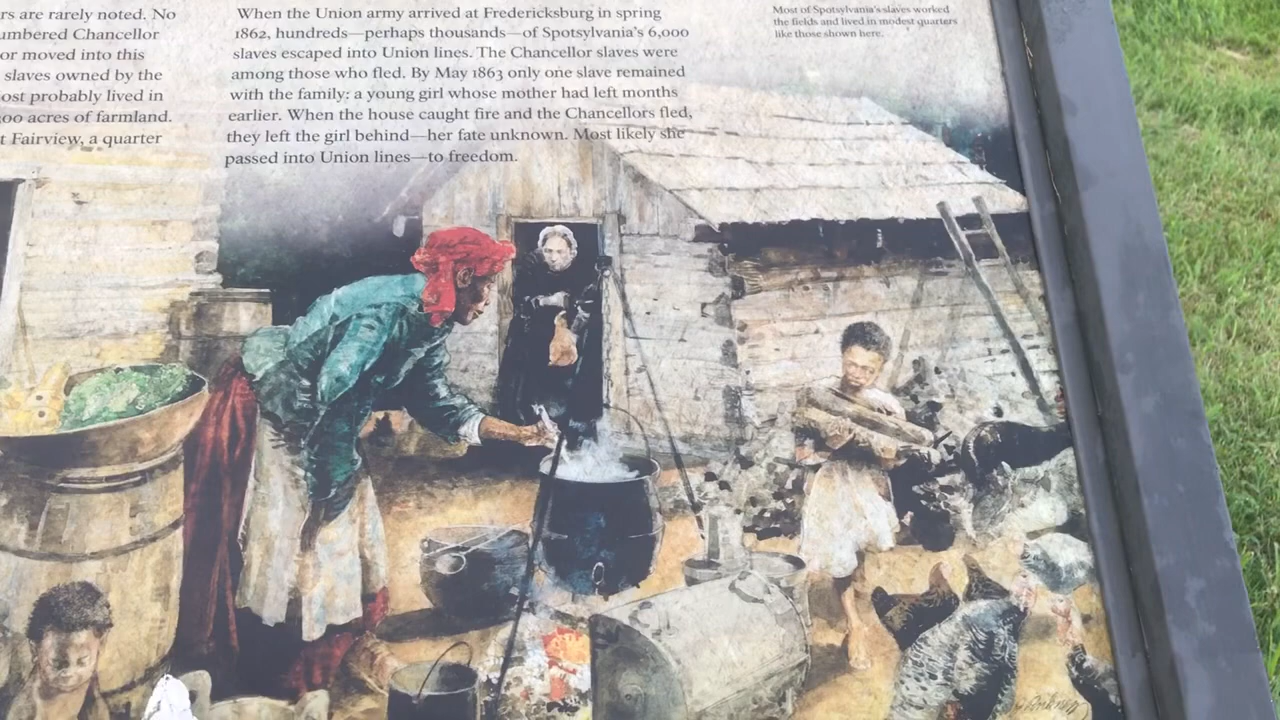 rs are rarely noted. No
umbered Chancellor
or moved into this
slaves owned by the
ost probably lived in
00 acres of farmland.
t Fairview, a quarter
When the Union army arrived at Fredericksburg in spring
1862, hundreds—perhaps thousands—of Spotsylvania's 6,000
slaves escaped into Union lines. The Chancellor slaves were
among those who fled. By May 1863 only one slave remained
with the family: a young girl whose mother had left months
earlier. When the house caught fire and the Chancellors fled,
they left the girl behind—her fate unknown. Most likely she
passed into Union lines—to freedom.
Most of Spotsylvania's slaves worked
the fields and lived in modest quarters
like those shown here.